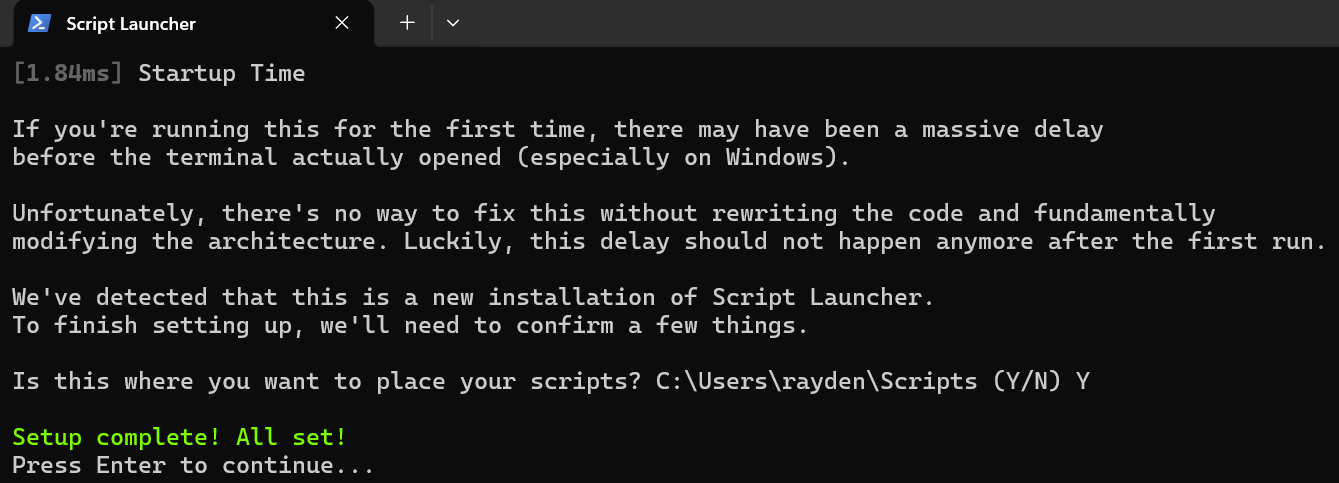 Script Launcher
[1.84ms] Startup Time
If you're running this for the first time, there may have been a massive delay
before the terminal actually opened (especially on Windows).
Unfortunately, there's no way to fix this without rewriting the code and fundamentally
modifying the architecture. Luckily, this delay should not happen anymore after the first run.
We've detected that this is a new installation of Script Launcher.
To finish setting up, we'll need to confirm a few things.
Is this where you want to place your scripts? C:\Users\rayden\Scripts (Y/N) Y
Setup complete! All set!
Press Enter to continue...